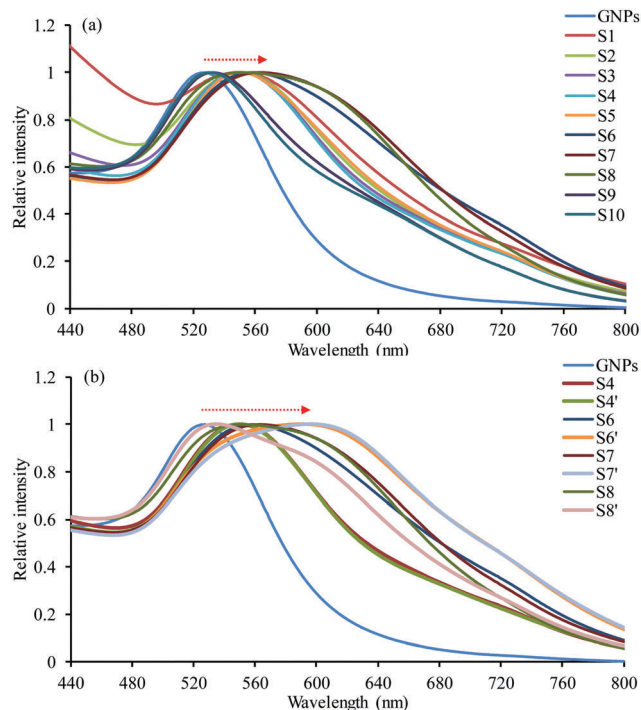 (a)
GNPs
S1
S2
S3
S4
S5
S6
S7
S8
S9
S10
Relative intensity
1.2
1
0.8
0.6
0.4
0.2
0
440 480 520 560 600 640 680 720 760 800
Wavelength (nm)
(b)
GNPs
S4
S4'
S6
S6'
S7
S7'
S8
S8'
Relative intensity
1.2
1
0.8
0.6
0.4
0.2
0
440 480 520 560 600 640 680 720 760 800
Wavelength (nm)